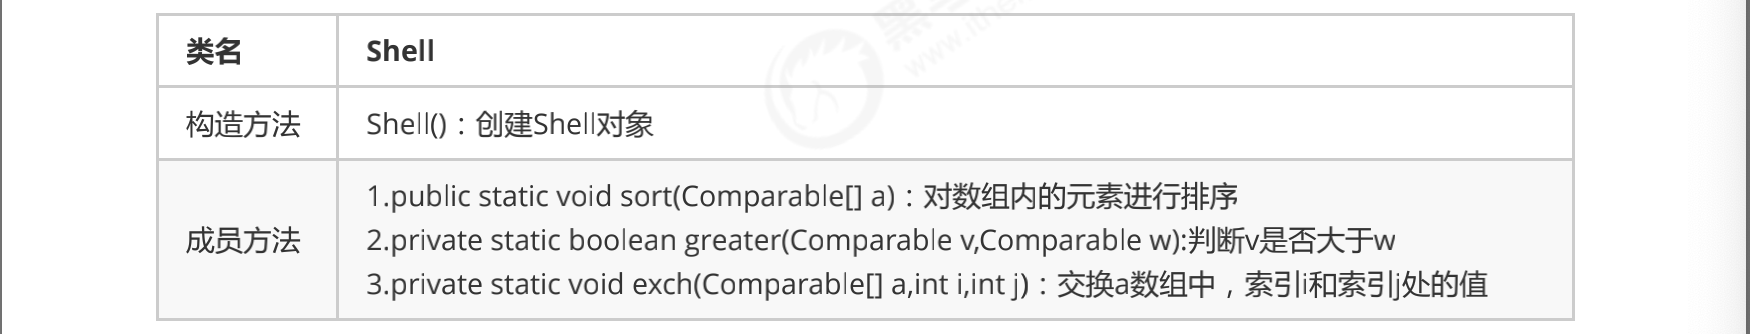 类名 Shell
构造方法 Shell()：创建Shell对象
成员方法
1.public static void sort(Comparable[] a)：对数组内的元素进行排序
2.private static boolean greater(Comparable v,Comparable w):判断v是否大于w
3.private static void exch(Comparable[] a,int i,int j)：交换a数组中，索引i和索引j处的值